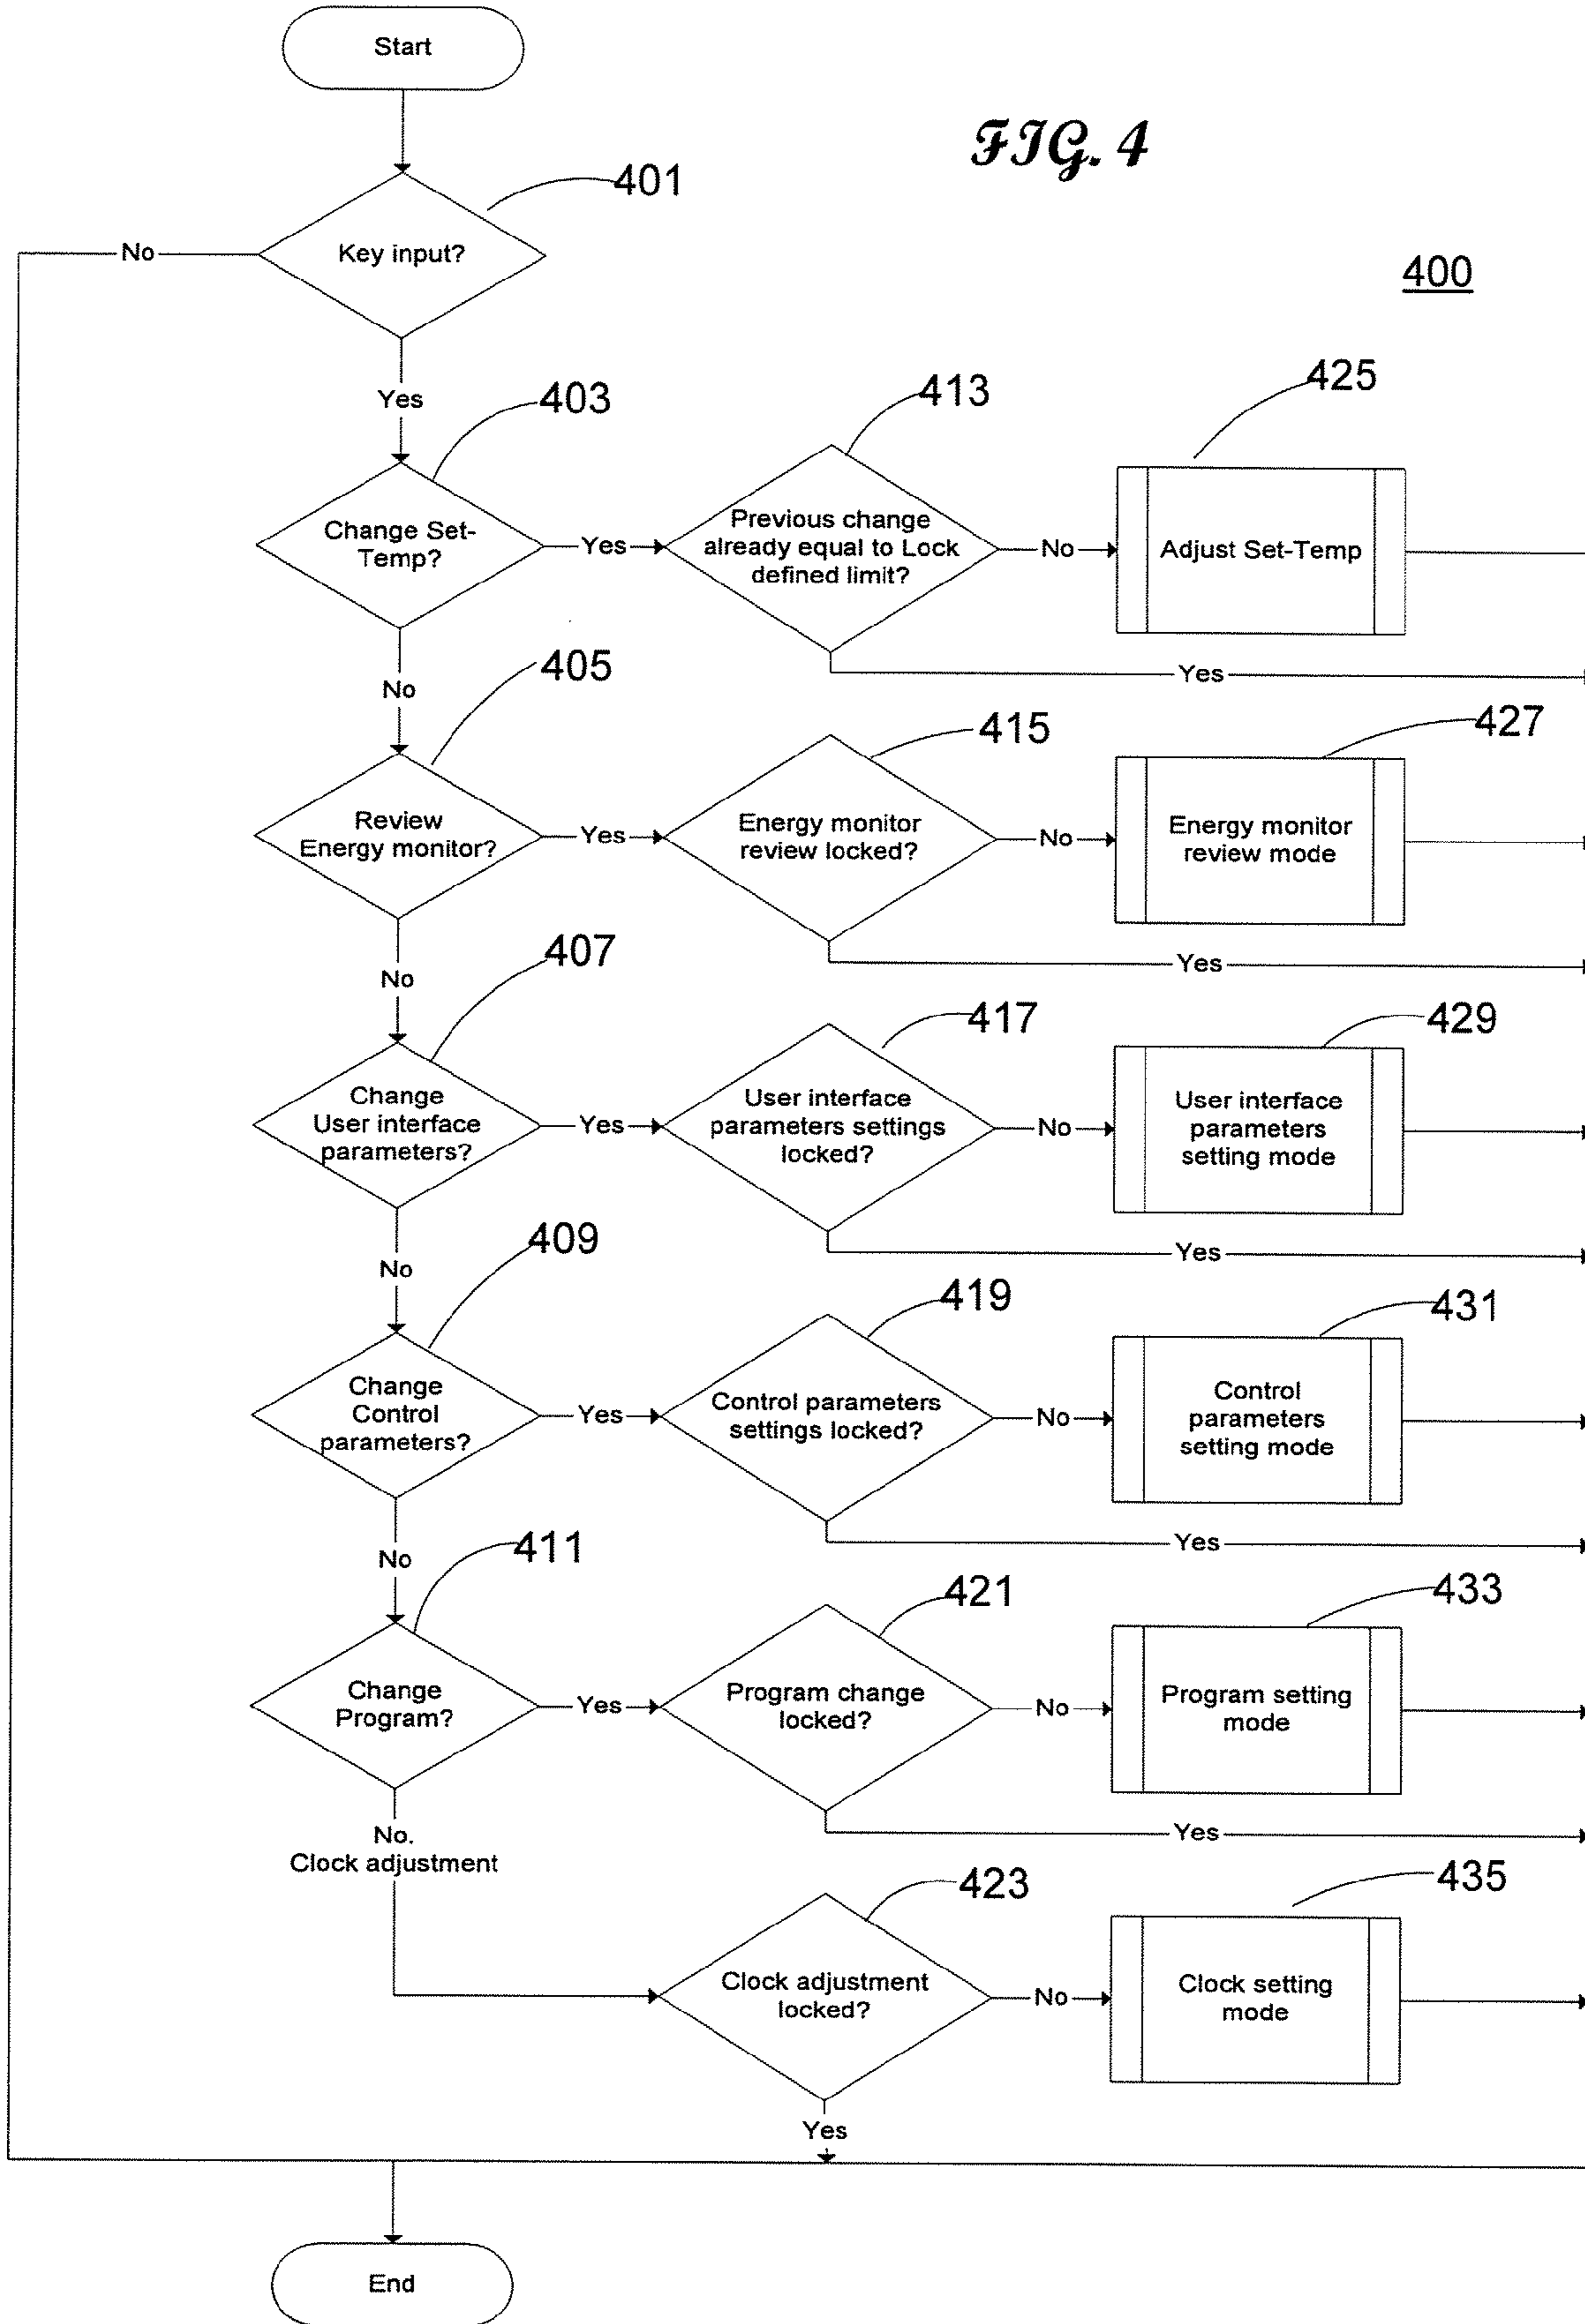 Start
FIG. 4
401
Key input?
No
400
Yes
403
413
425
Change Set-
Temp?
Yes
Previous change
already equal to Lock
defined limit?
No
Adjust Set-Temp
Yes
No
405
415
427
Review
Energy monitor?
Yes
Energy monitor
review locked?
No
Energy monitor
review mode
Yes
No
407
417
429
Change
User interface
parameters?
Yes
User interface
parameters settings
locked?
No
User interface
parameters
setting mode
Yes
No
409
419
431
Change
Control
parameters?
Yes
Control parameters
settings locked?
No
Control
parameters
setting mode
Yes
No
411
421
433
Change
Program?
Yes
Program change
locked?
No
Program setting
mode
Yes
No.
Clock adjustment
423
435
Clock adjustment
locked?
No
Clock setting
mode
Yes
End